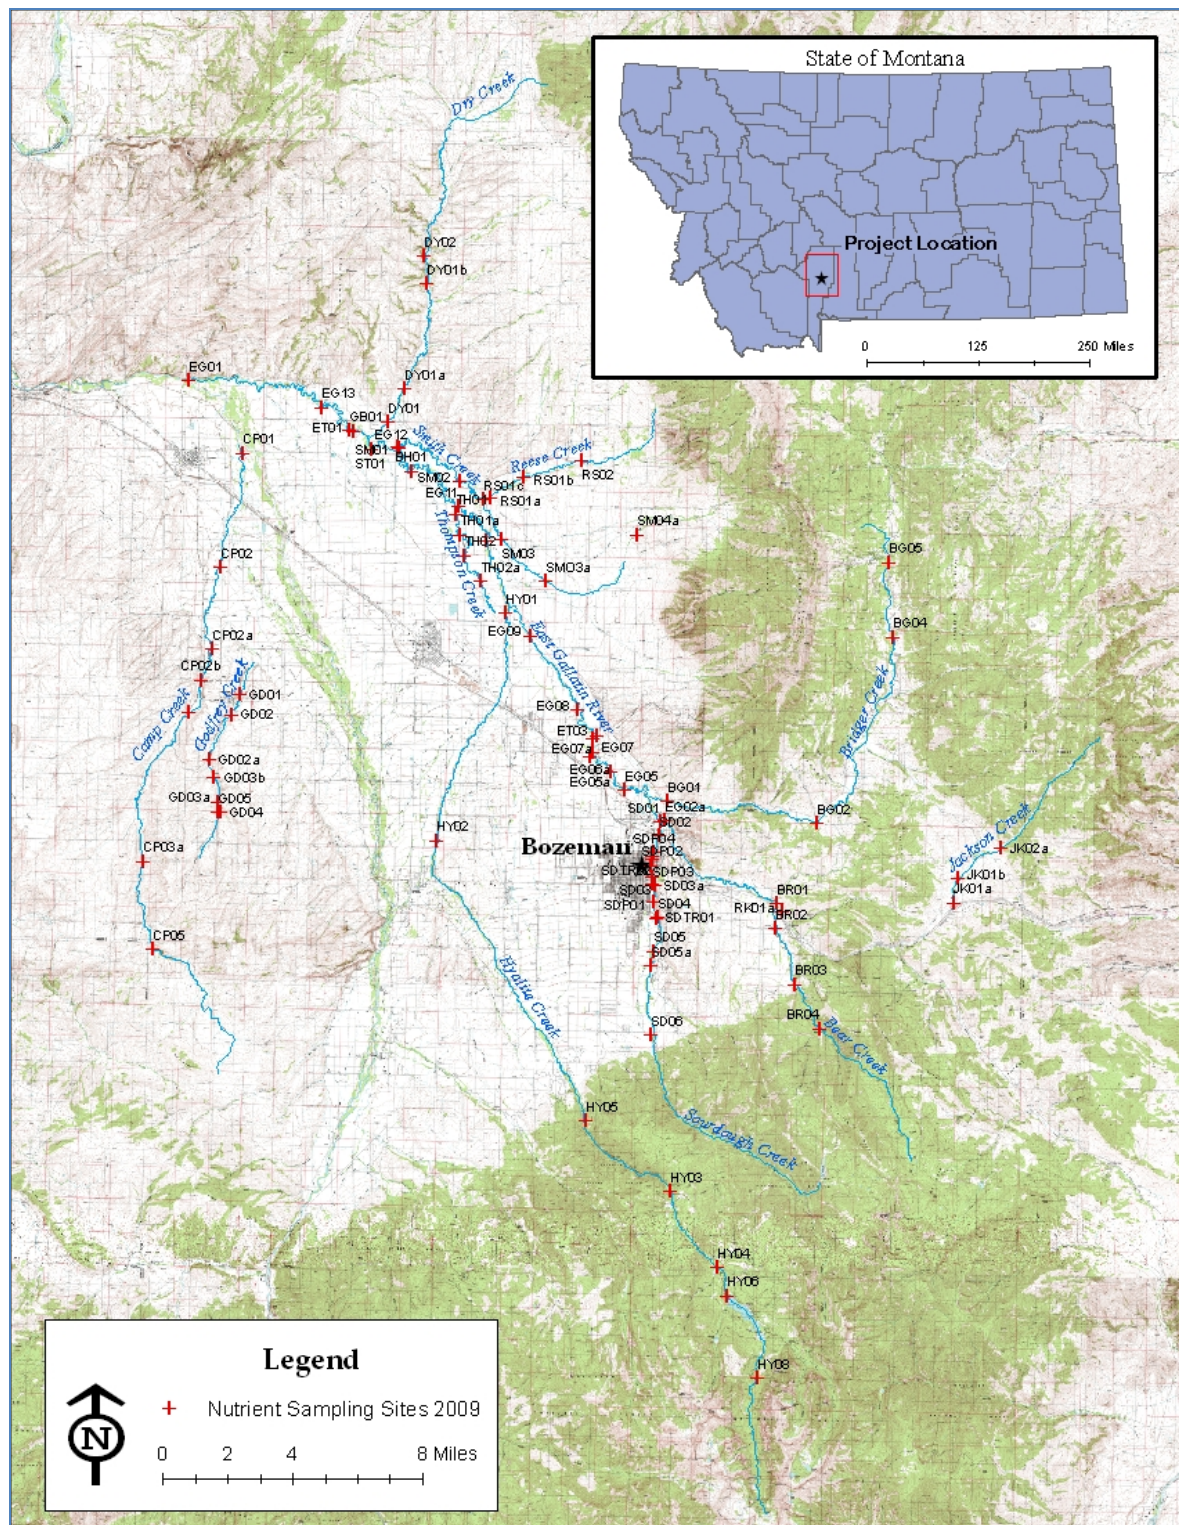 State of Montana
Project Location
0 125 250 Miles
Dry Creek
DY02
DY01b
EG01
DY01a
EG13
DY01
GB01
ET01
EG12
CP01
SM01
BH01
ST01
Smith Creek
Reese Creek
RS02
SM02
RS01c
RS01b
EG11
RS01a
TH01a
SM04a
Thompson Creek
TH02
SM03
BG05
CP02
TH02a
SM03a
HY01
EG09
BG04
CP02a
East Gallatin River
CP02b
Godfrey Creek
GD01
Camp Creek
GD02
EG08
Bridger Creek
ET03
EG07a
EG07
GD02a
EG06a
GD03b
EG05a
EG05
GD03a
GD05
BG01
GD04
SD01
EG02a
SD02
BG02
HY02
SDP04
Jackson Creek
JK02a
Bozeman
SDP02
CP03a
SDP03
JK01b
SD03
SD03a
JK01a
SDP01
SD04
BR01
RK01a
SDTR01
BR02
CP05
SD05
SD05a
Hyalite Creek
BR03
SD06
BR04
Bear Creek
HY05
Sourdough Creek
HY03
HY04
HY06
HY08
Legend
Nutrient Sampling Sites 2009
N
0 2 4 8 Miles